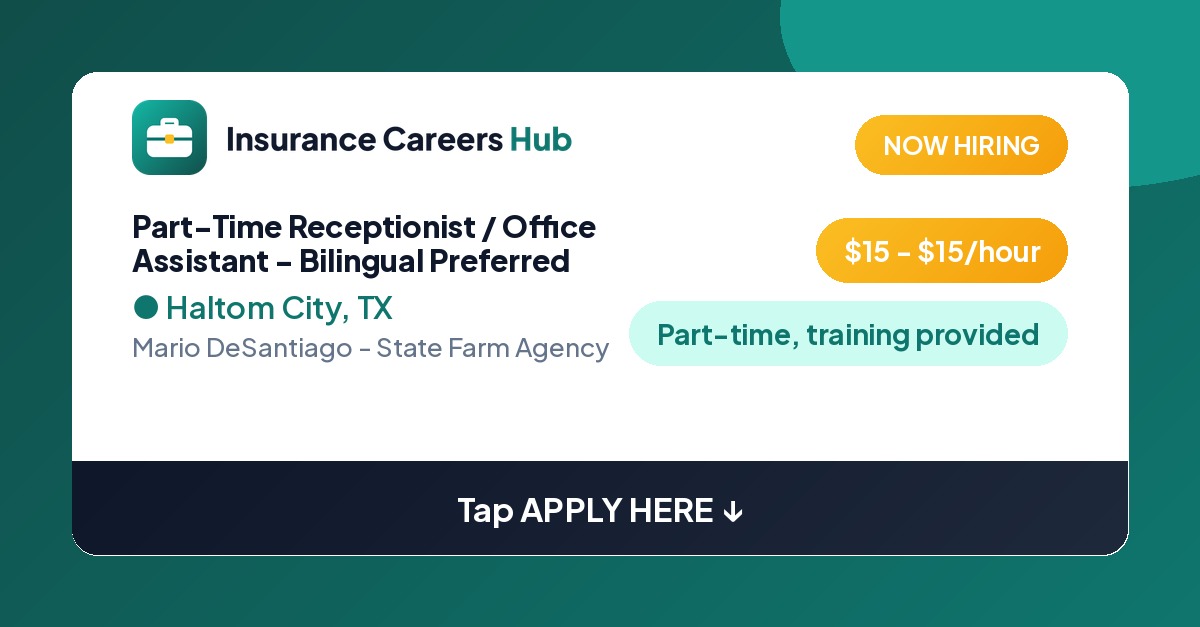 Insurance Careers Hub
NOW HIRING
Part-Time Receptionist / Office
Assistant - Bilingual Preferred
$15 - $15/hour
Haltom City, TX
Mario DeSantiago - State Farm Agency
Part-time, training provided
Tap APPLY HERE ↓